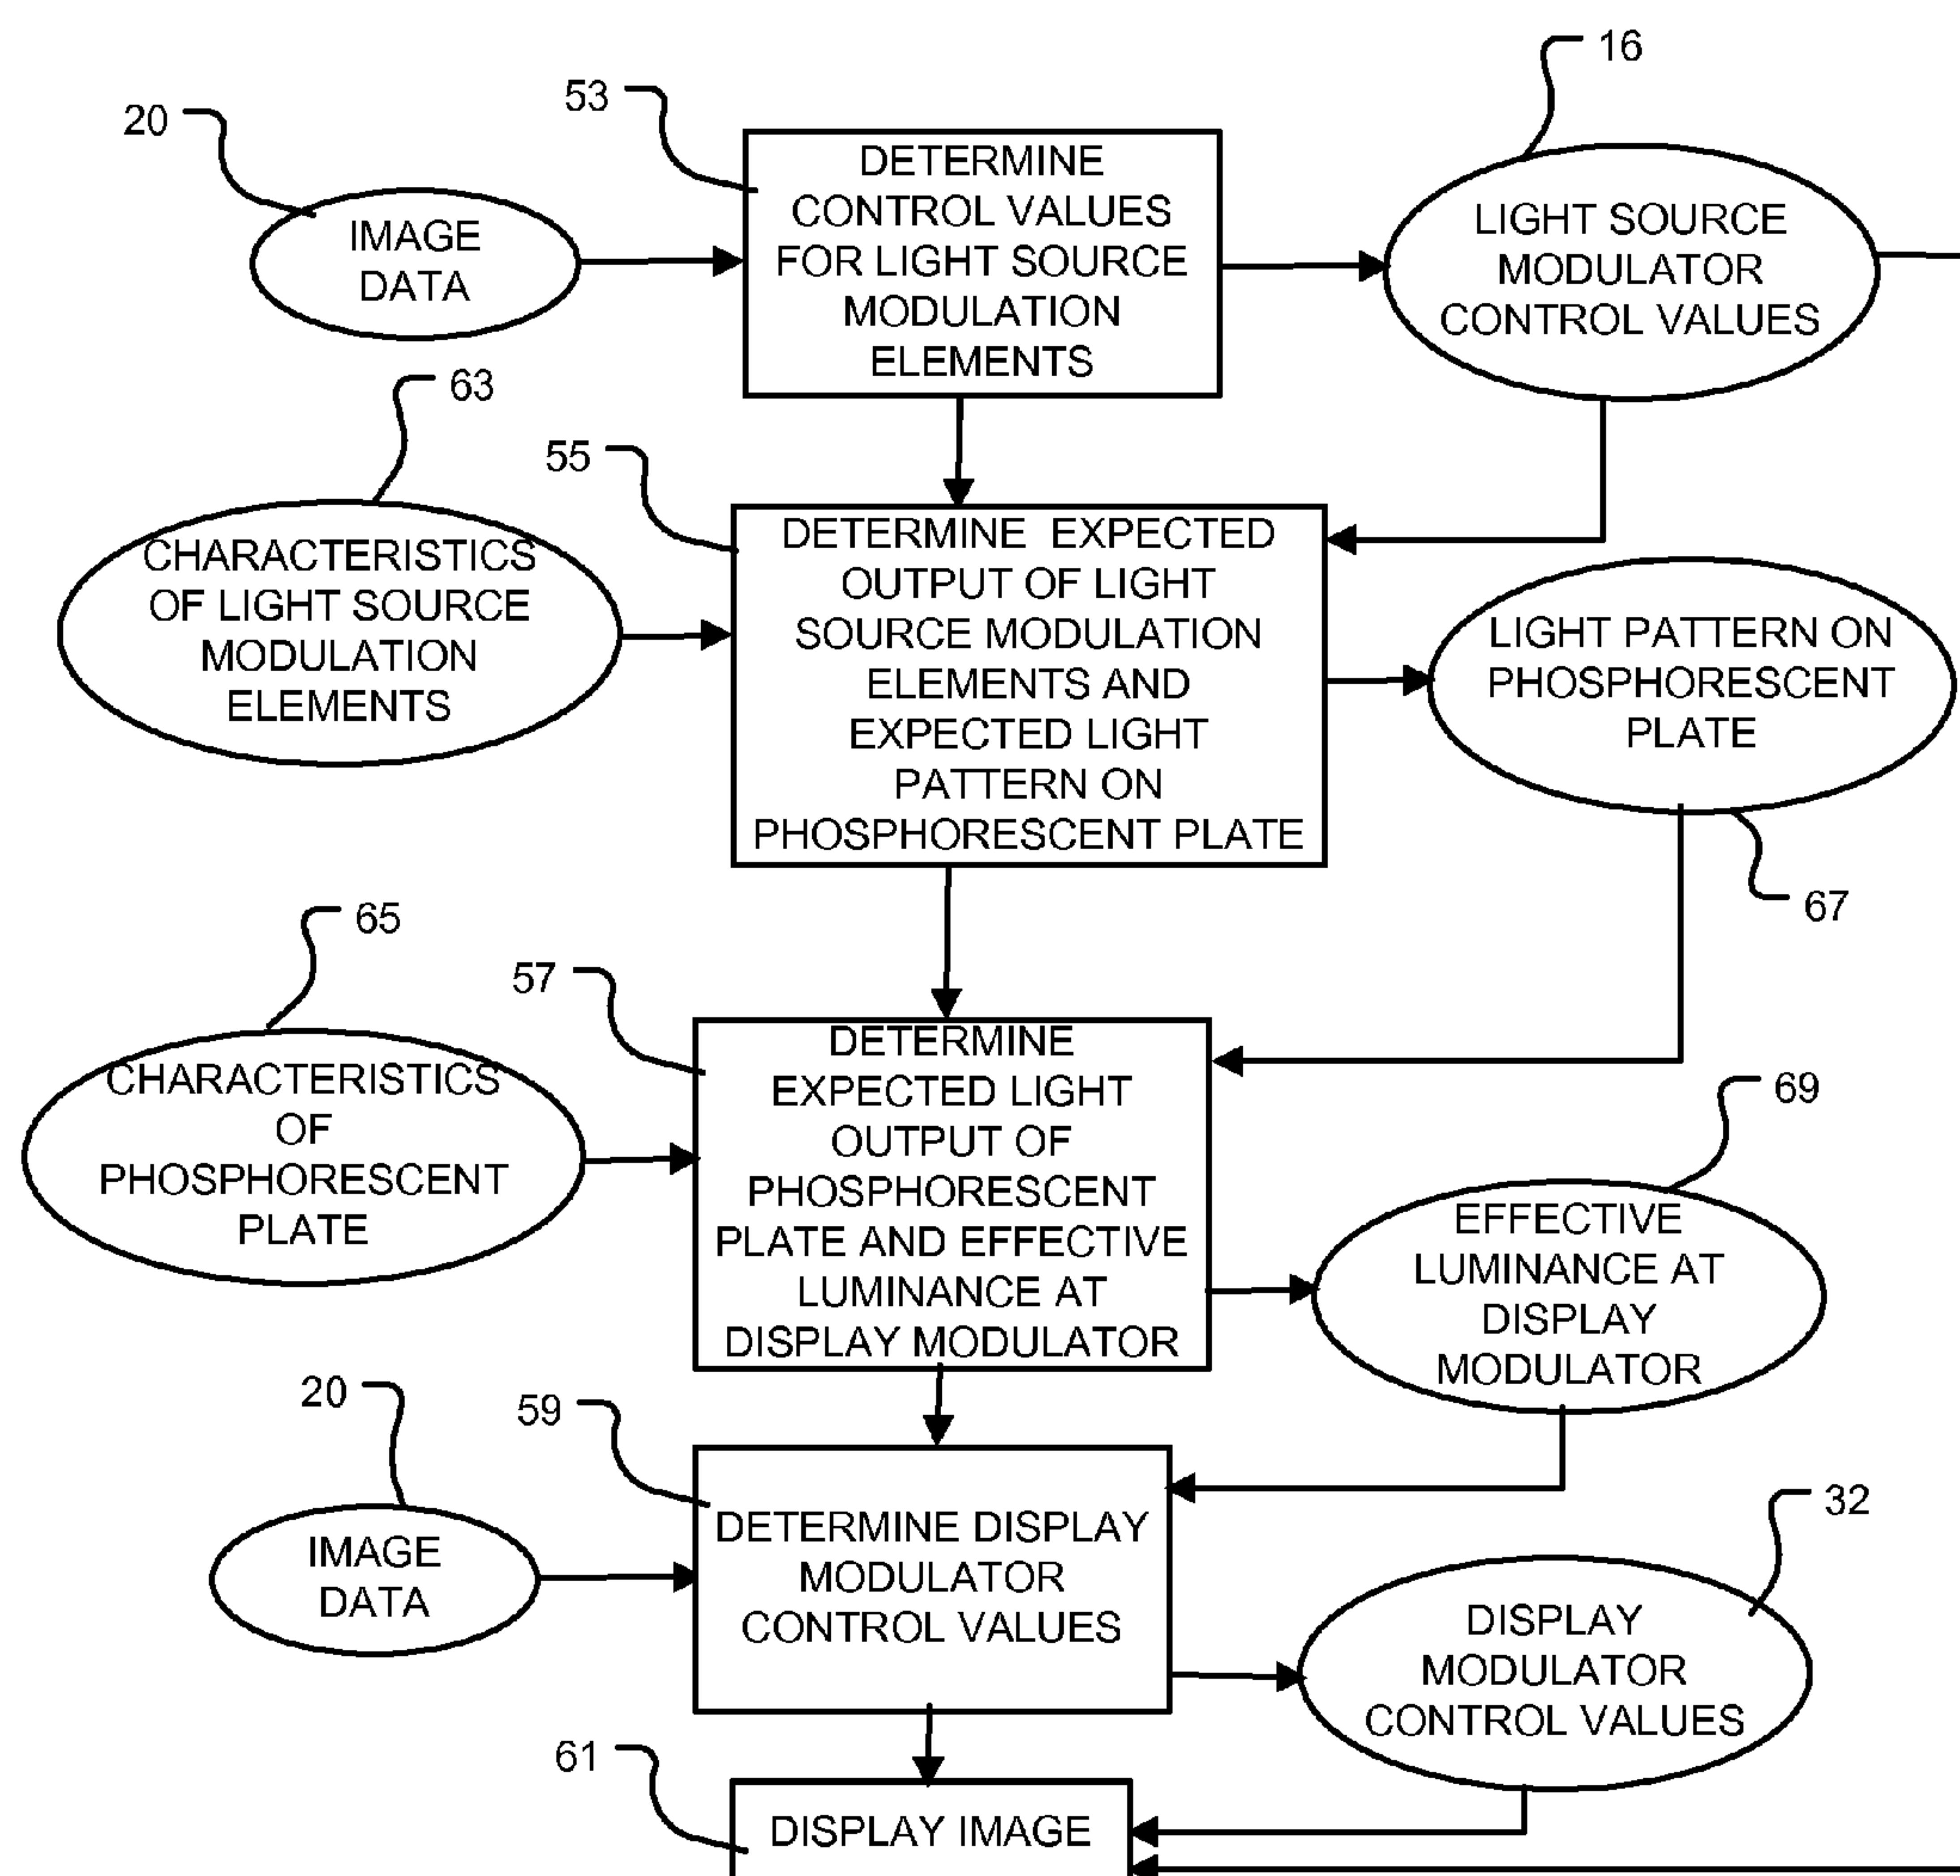 16
53
20
DETERMINE
CONTROL VALUES
FOR LIGHT SOURCE
MODULATION
ELEMENTS
IMAGE
DATA
LIGHT SOURCE
MODULATOR
CONTROL VALUES
63
55
CHARACTERISTICS
OF LIGHT SOURCE
MODULATION
ELEMENTS
DETERMINE EXPECTED
OUTPUT OF LIGHT
SOURCE MODULATION
ELEMENTS AND
EXPECTED LIGHT
PATTERN ON
PHOSPHORESCENT PLATE
LIGHT PATTERN ON
PHOSPHORESCENT
PLATE
67
65
57
CHARACTERISTICS
OF
PHOSPHORESCENT
PLATE
DETERMINE
EXPECTED LIGHT
OUTPUT OF
PHOSPHORESCENT
PLATE AND EFFECTIVE
LUMINANCE AT
DISPLAY MODULATOR
69
EFFECTIVE
LUMINANCE AT
DISPLAY
MODULATOR
20
59
IMAGE
DATA
DETERMINE DISPLAY
MODULATOR
CONTROL VALUES
32
DISPLAY
MODULATOR
CONTROL VALUES
61
DISPLAY IMAGE